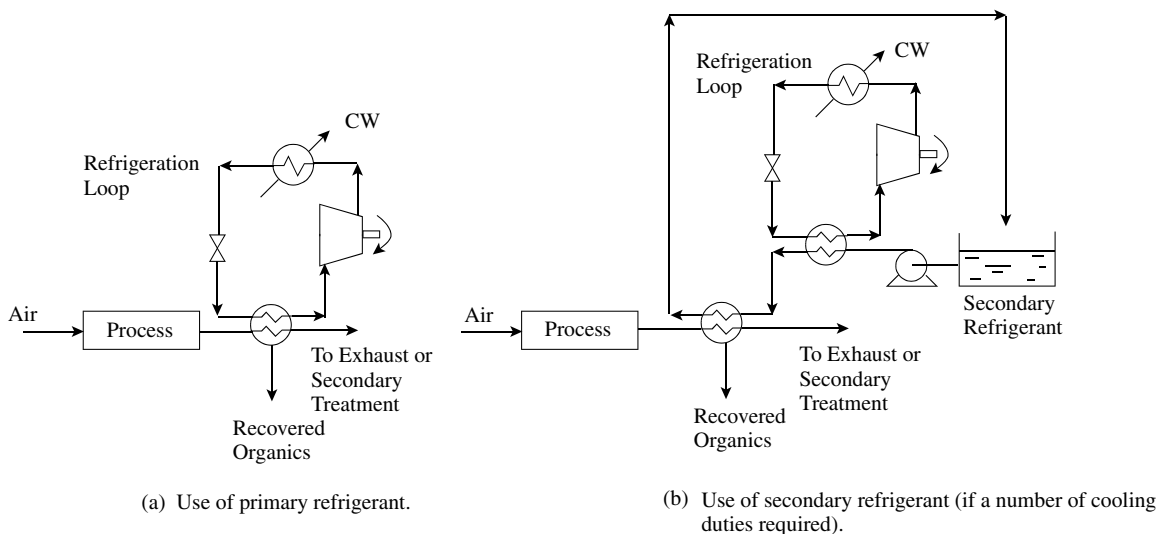 CW
Refrigeration
Loop
Air
Process
To Exhaust or
Secondary
Treatment
Recovered
Organics
(a) Use of primary refrigerant.
CW
Refrigeration
Loop
Secondary
Refrigerant
Air
Process
To Exhaust or
Secondary
Treatment
Recovered
Organics
(b) Use of secondary refrigerant (if a number of cooling
duties required).